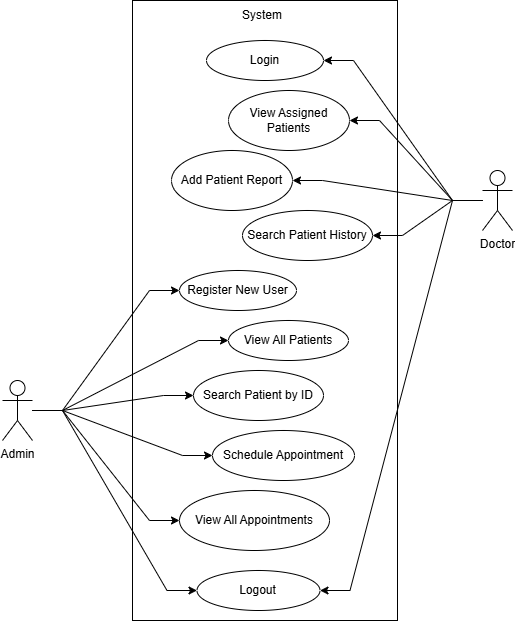 System
Login
View Assigned
Patients
Add Patient Report
Doctor
Search Patient History
Register New User
View All Patients
Search Patient by ID
Admin
Schedule Appointment
View All Appointments
Logout